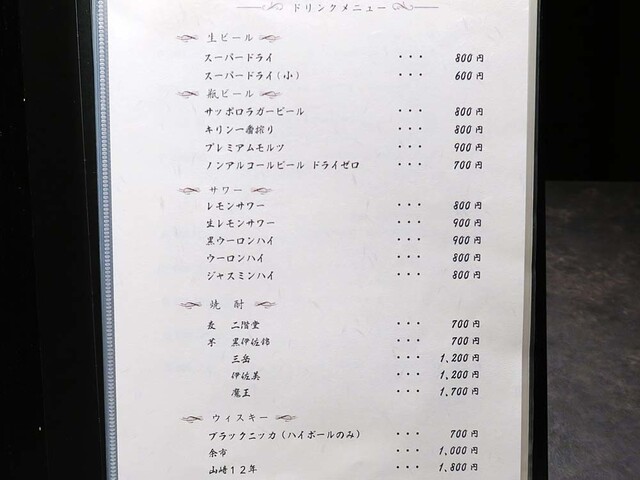 ドリンクメニュー
生ビール
スーパードライ ・・・ 800円
スーパードライ(小) ・・・ 600円
瓶ビール
サッポロラガービール ・・・ 800円
キリン一番搾り ・・・ 800円
プレミアムモルツ ・・・ 900円
ノンアルコールビール ドライゼロ ・・・ 700円
サワー
レモンサワー ・・・ 800円
生レモンサワー ・・・ 900円
黒ウーロンハイ ・・・ 900円
ウーロンハイ ・・・ 800円
ジャスミンハイ ・・・ 800円
焼酎
麦 二階堂 ・・・ 700円
芋 黒伊佐錦 ・・・ 700円
三岳 ・・・ 1,200円
伊佐美 ・・・ 1,200円
魔王 ・・・ 1,700円
ウィスキー
ブラックニッカ(ハイボールのみ) ・・・ 700円
余市 ・・・ 1,000円
山崎12年 ・・・ 1,800円